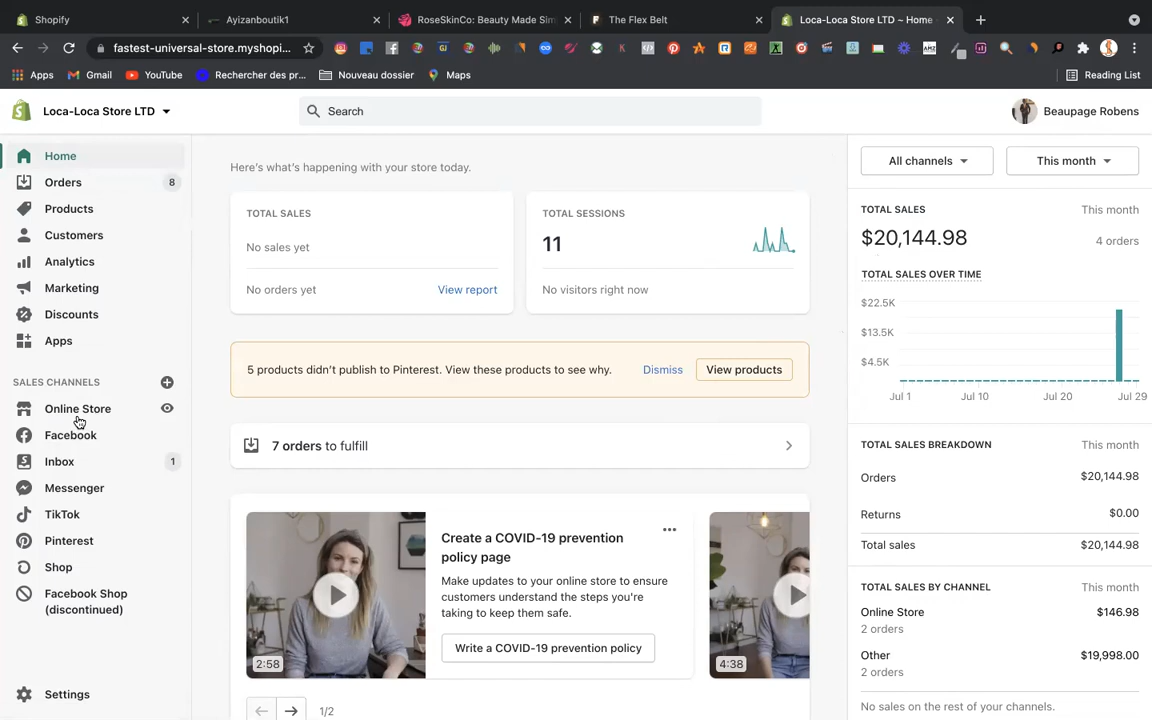 Shopify
Ayizanboutik1
RoseSkinCo: Beauty Made Sim
The Flex Belt
Loca-Loca Store LTD ~ Home
fastest-universal-store.myshopi...
Apps
Gmail
YouTube
Rechercher des pr...
Nouveau dossier
Maps
Reading List
Loca-Loca Store LTD
Search
Beaupage Robens
Home
Orders 8
Products
Customers
Analytics
Marketing
Discounts
Apps
SALES CHANNELS
Online Store
Facebook
Inbox 1
Messenger
TikTok
Pinterest
Shop
Facebook Shop
(discontinued)
Settings
Here's what's happening with your store today.
TOTAL SALES
No sales yet
No orders yet View report
TOTAL SESSIONS
11
No visitors right now
5 products didn't publish to Pinterest. View these products to see why. Dismiss View products
7 orders to fulfill
Create a COVID-19 prevention
policy page
Make updates to your online store to ensure
customers understand the steps you're
taking to keep them safe.
Write a COVID-19 prevention policy
2:58
4:38
1/2
All channels
This month
TOTAL SALES This month
$20,144.98 4 orders
TOTAL SALES OVER TIME
$22.5K
$13.5K
$4.5K
Jul 1 Jul 10 Jul 20 Jul 29
TOTAL SALES BREAKDOWN This month
Orders $20,144.98
Returns $0.00
Total sales $20,144.98
TOTAL SALES BY CHANNEL This month
Online Store $146.98
2 orders
Other $19,998.00
2 orders
No sales on the rest of your channels.